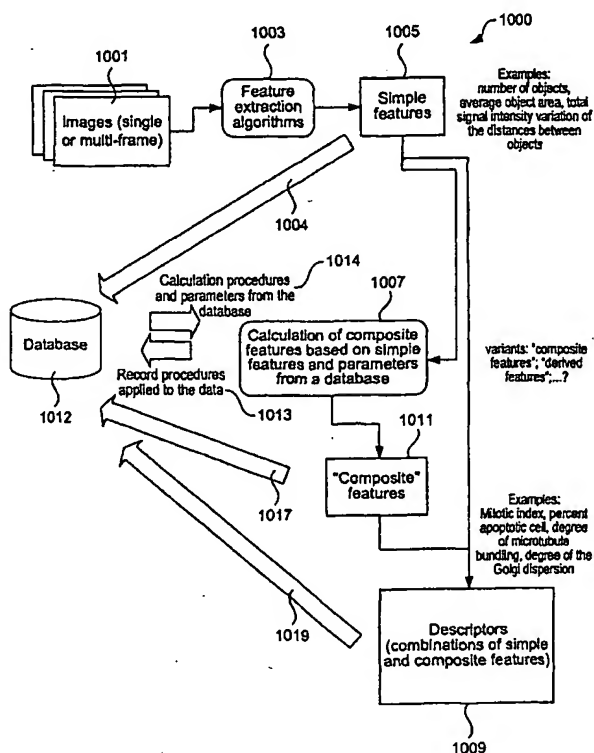 1000
1001
1003
1005
Images (single
or multi-frame)
Feature
extraction
algorithms
Simple
features
Examples:
number of objects,
average object area, total
signal intensity variation of
the distances between
objects
1004
Calculation procedures
and parameters from the
database
1014
1007
Database
1012
Calculation of composite
features based on simple
features and parameters
from a database
variants: "composite
features"; "derived
features";...?
Record procedures
applied to the data
1013
1011
"Composite"
features
1017
Examples:
Mitotic index, percent
apoptotic cell, degree
of microtubule
bundling, degree of the
Golgi dispersion
1019
Descriptors
(combinations of simple
and composite features)
1009